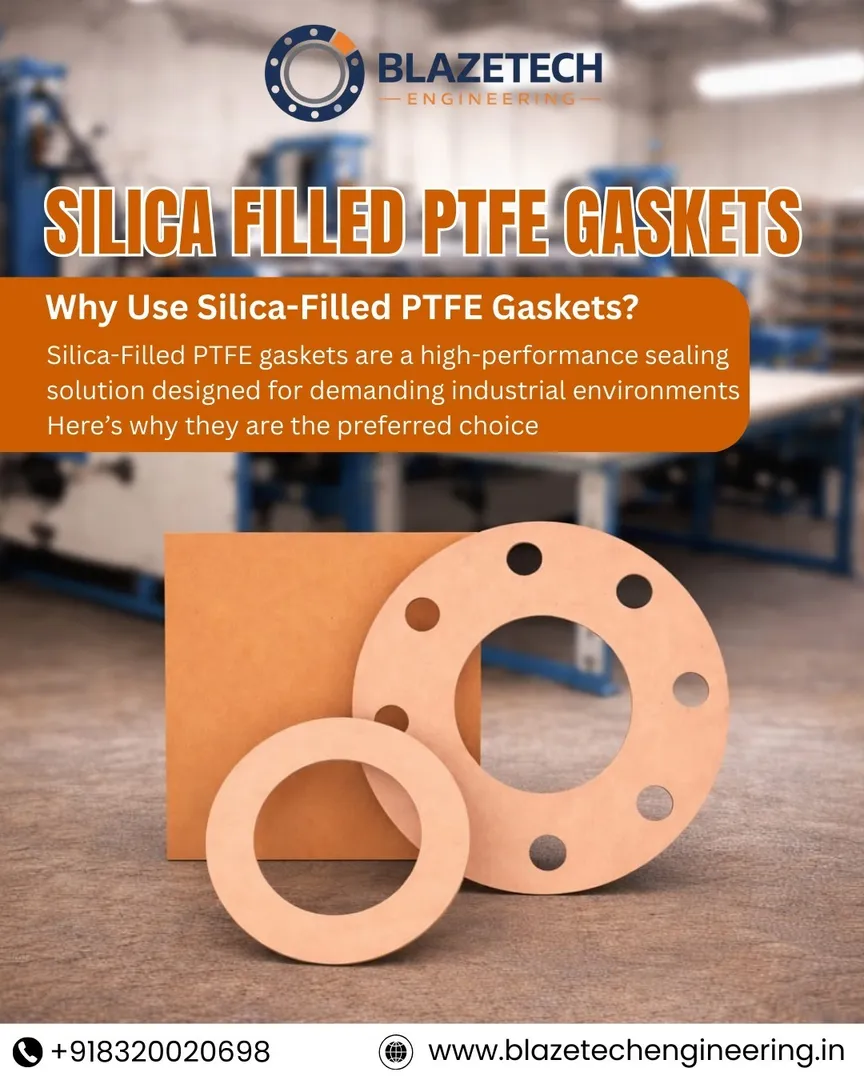 BLAZETECH
ENGINEERING
SILICA FILLED PTFE GASKETS
Why Use Silica-Filled PTFE Gaskets?
Silica-Filled PTFE gaskets are a high-performance sealing
solution designed for demanding industrial environments
Here’s why they are the preferred choice
+918320020698
www.blazetechengineering.in